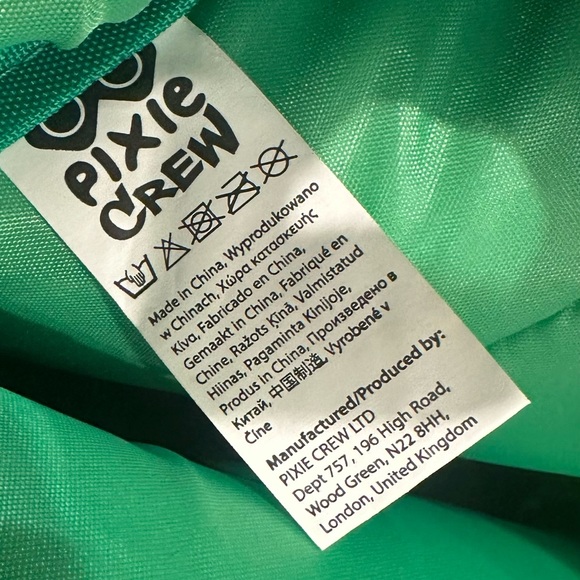 PIXIE
CREW
Made in China, Wyprodukowano
w Chinach, Χώρα κατασκευής
Kίνα, Fabricado en China,
Gemaakt in China, Fabriqué en
Chine, Ražots Ķīnā, Valmistatud
Hiinas, Pagaminta Kinijoje,
Produs in China, Произведено в
Китай, 中国制造, Vyrobené v
Číne
Manufactured/Produced by:
PIXIE CREW LTD
Dept 757, 196 High Road,
Wood Green, N22 8HH,
London, United Kingdom